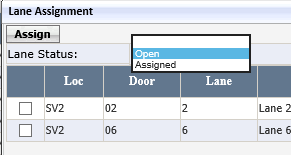 Lane Assignment
Assign
Lane Status:
Open
Assigned
Loc Door Lane
SV2 02 2 Lane 2
SV2 06 6 Lane 6